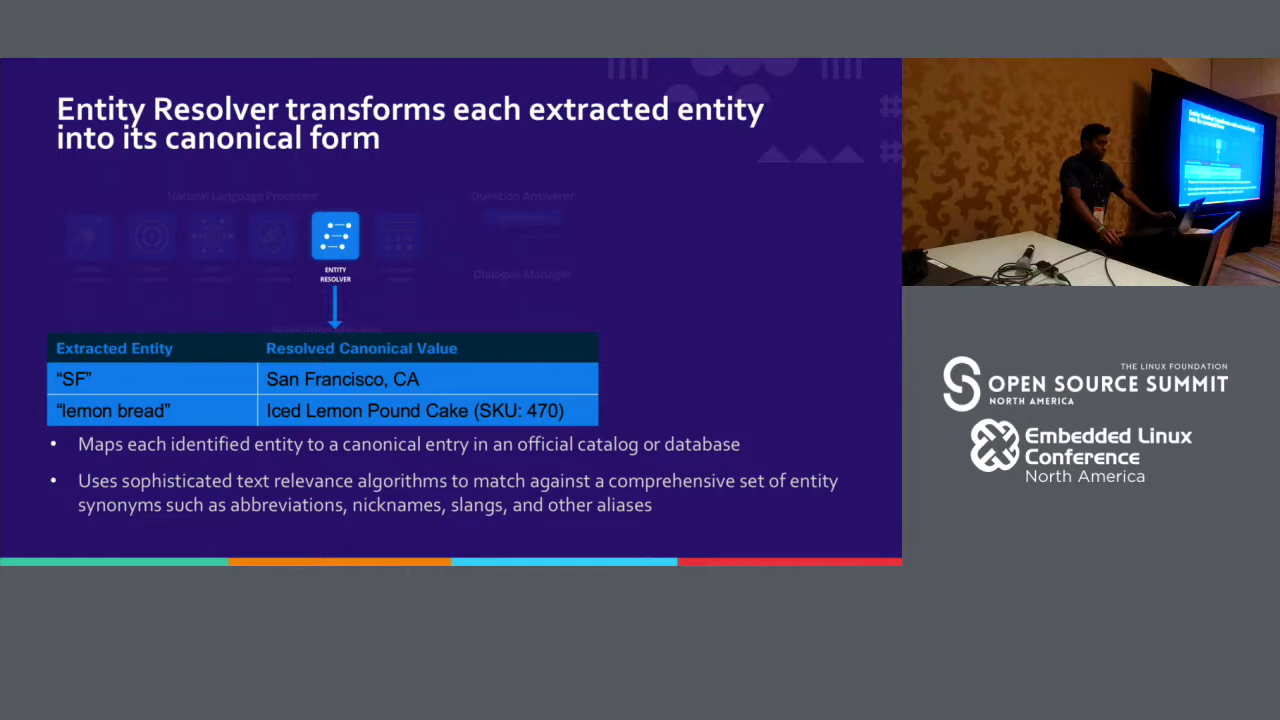 Entity Resolver transforms each extracted entity
into its canonical form
Natural Language Processor
Question Answerer
ENTITY
RESOLVER
Dialogue Manager
Extracted Entity
Resolved Canonical Value
“SF”
San Francisco, CA
“lemon bread”
Iced Lemon Pound Cake (SKU: 470)
• Maps each identified entity to a canonical entry in an official catalog or database
• Uses sophisticated text relevance algorithms to match against a comprehensive set of entity
synonyms such as abbreviations, nicknames, slangs, and other aliases
THE LINUX FOUNDATION
OPEN SOURCE SUMMIT
NORTH AMERICA
Embedded Linux
Conference
North America